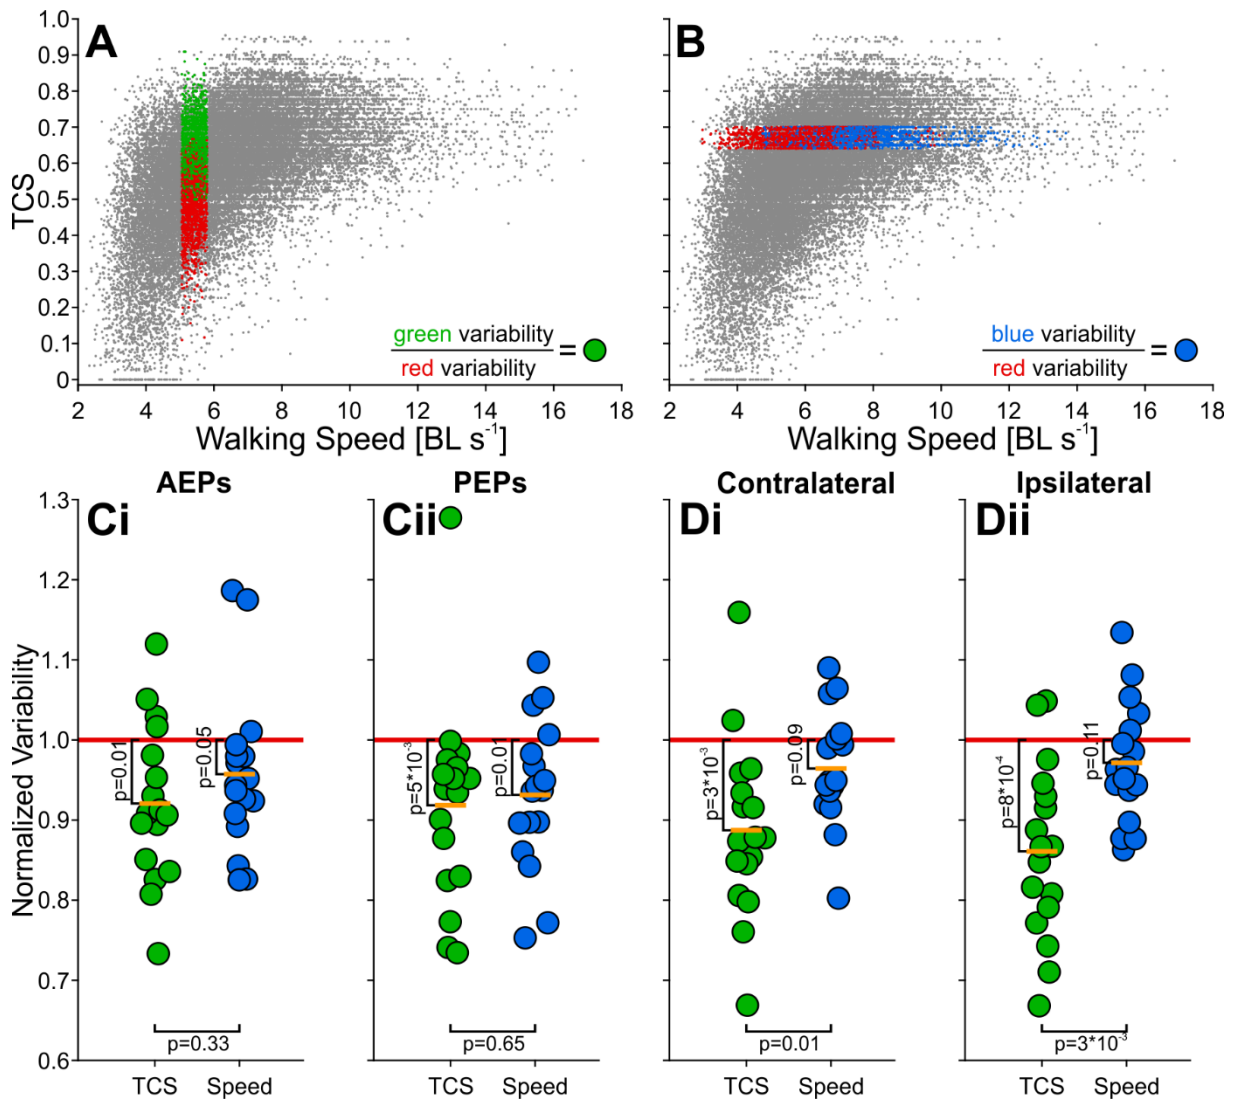 A
B
1.0
0.9
0.8
0.7
0.6
0.5
0.4
0.3
0.2
0.1
0
TCS
green variability
red variability
=
blue variability
red variability
=
2 4 6 8 10 12 14 16 18
2 4 6 8 10 12 14 16 18
Walking Speed [BL s⁻¹]
Walking Speed [BL s⁻¹]
AEPs
PEPs
Contralateral
Ipsilateral
Ci
Cii
Di
Dii
1.3
1.2
1.1
1.0
0.9
0.8
0.7
0.6
Normalized Variability
p=0.01
p=0.05
p=5*10⁻³
p=0.01
p=3*10⁻³
p=0.09
p=8*10⁻⁴
p=0.11
p=0.33
p=0.65
p=0.01
p=3*10⁻³
TCS Speed
TCS Speed
TCS Speed
TCS Speed